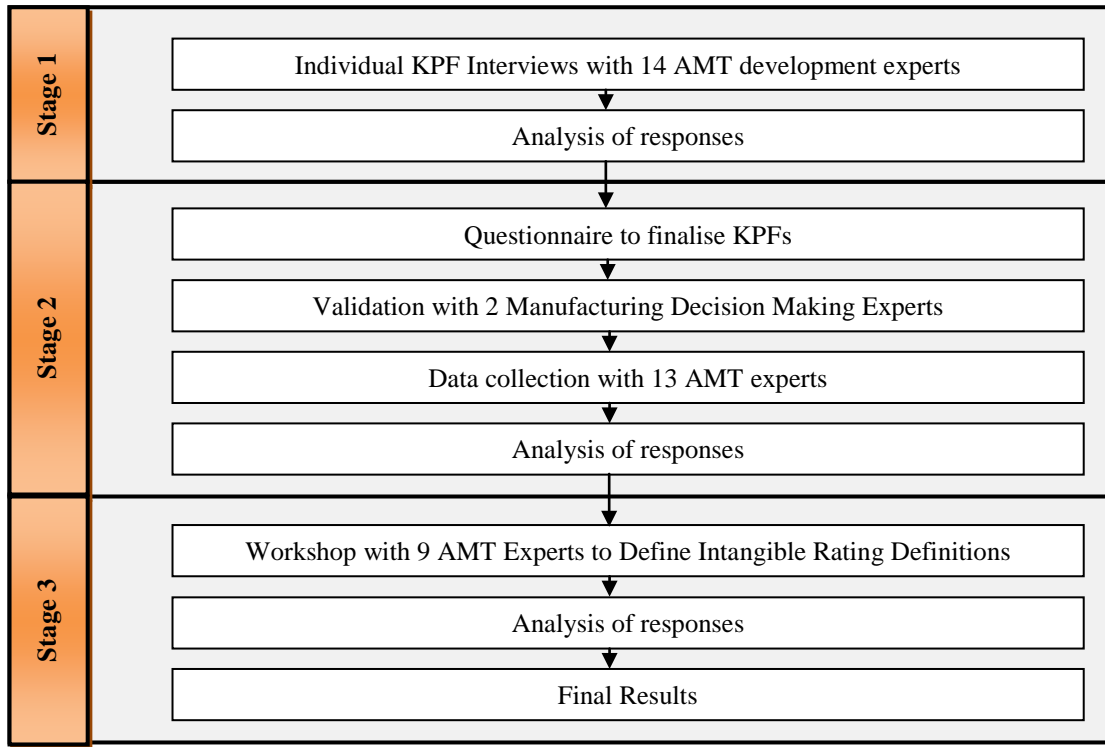 Stage 1
Individual KPF Interviews with 14 AMT development experts
Analysis of responses
Stage 2
Questionnaire to finalise KPFs
Validation with 2 Manufacturing Decision Making Experts
Data collection with 13 AMT experts
Analysis of responses
Stage 3
Workshop with 9 AMT Experts to Define Intangible Rating Definitions
Analysis of responses
Final Results